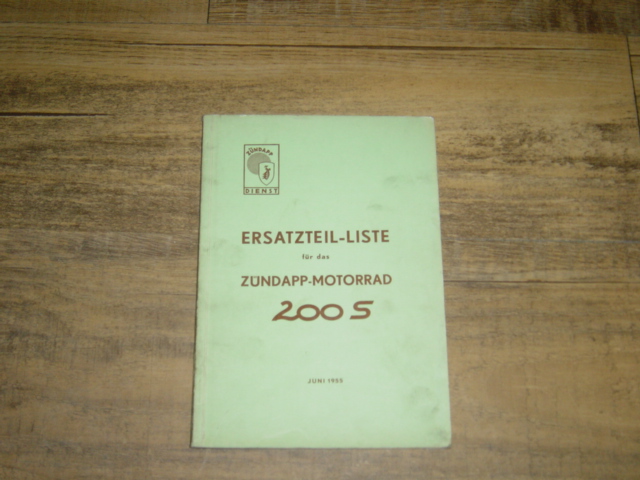 ZÜNDAPP
DIENST
ERSATZTEIL-LISTE
für das
ZÜNDAPP-MOTORRAD
200 S
JUNI 1955